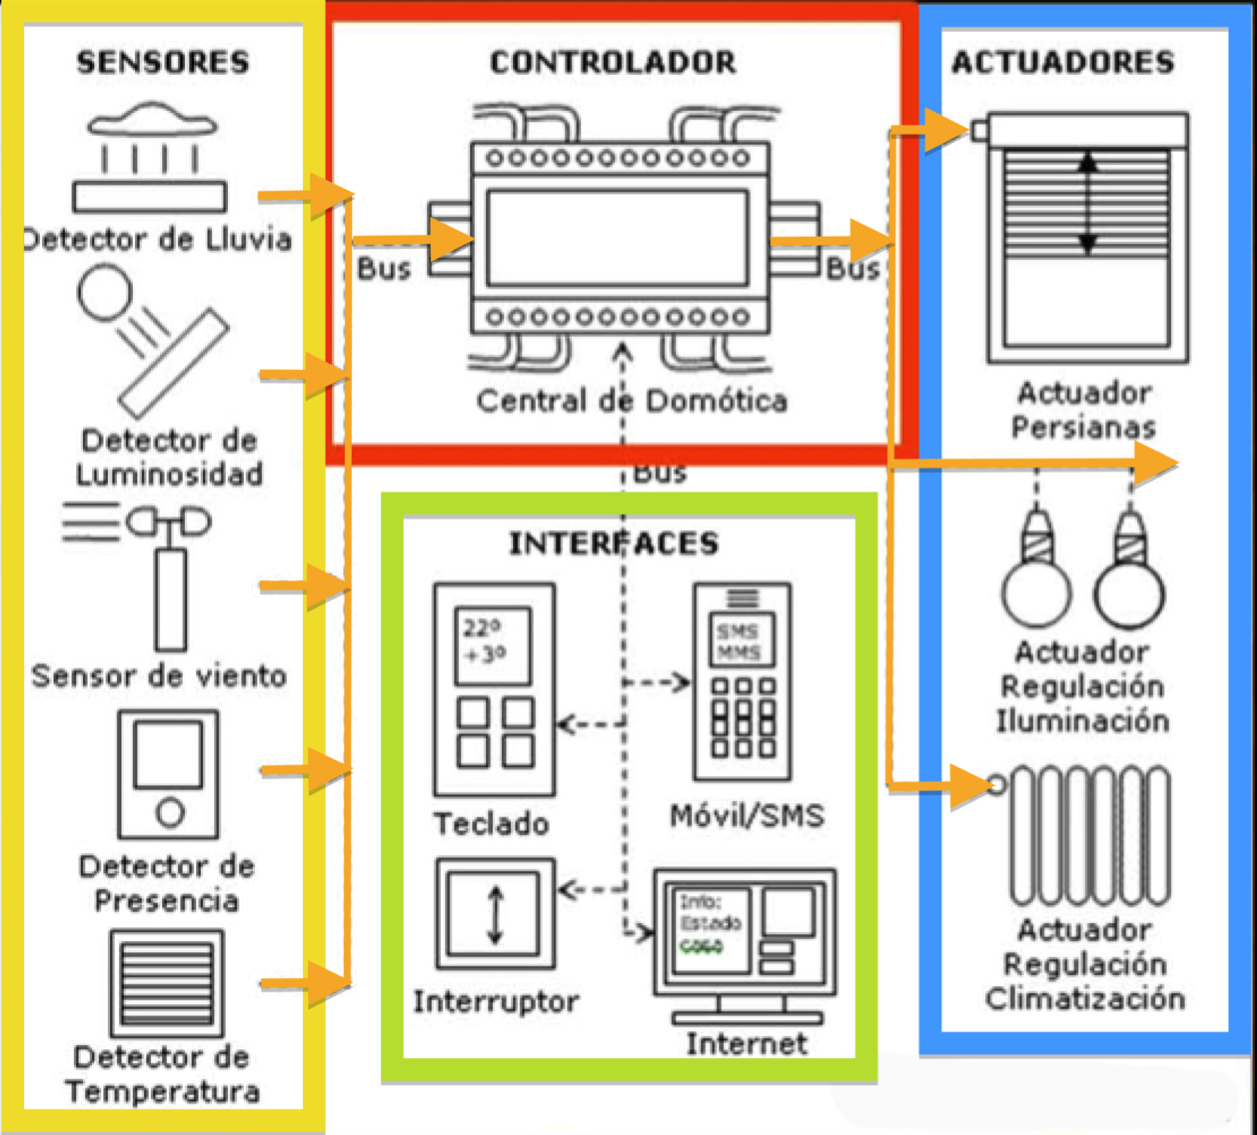 SENSORES
Detector de Lluvia
Detector de
Luminosidad
Sensor de viento
Detector de
Presencia
Detector de
Temperatura
CONTROLADOR
Bus
Bus
Central de Domótica
Bus
INTERFACES
22º
+3º
Teclado
SMS
MMS
Móvil/SMS
Interruptor
Info:
Estado
casa
Internet
ACTUADORES
Actuador
Persianas
Actuador
Regulación
Iluminación
Actuador
Regulación
Climatización